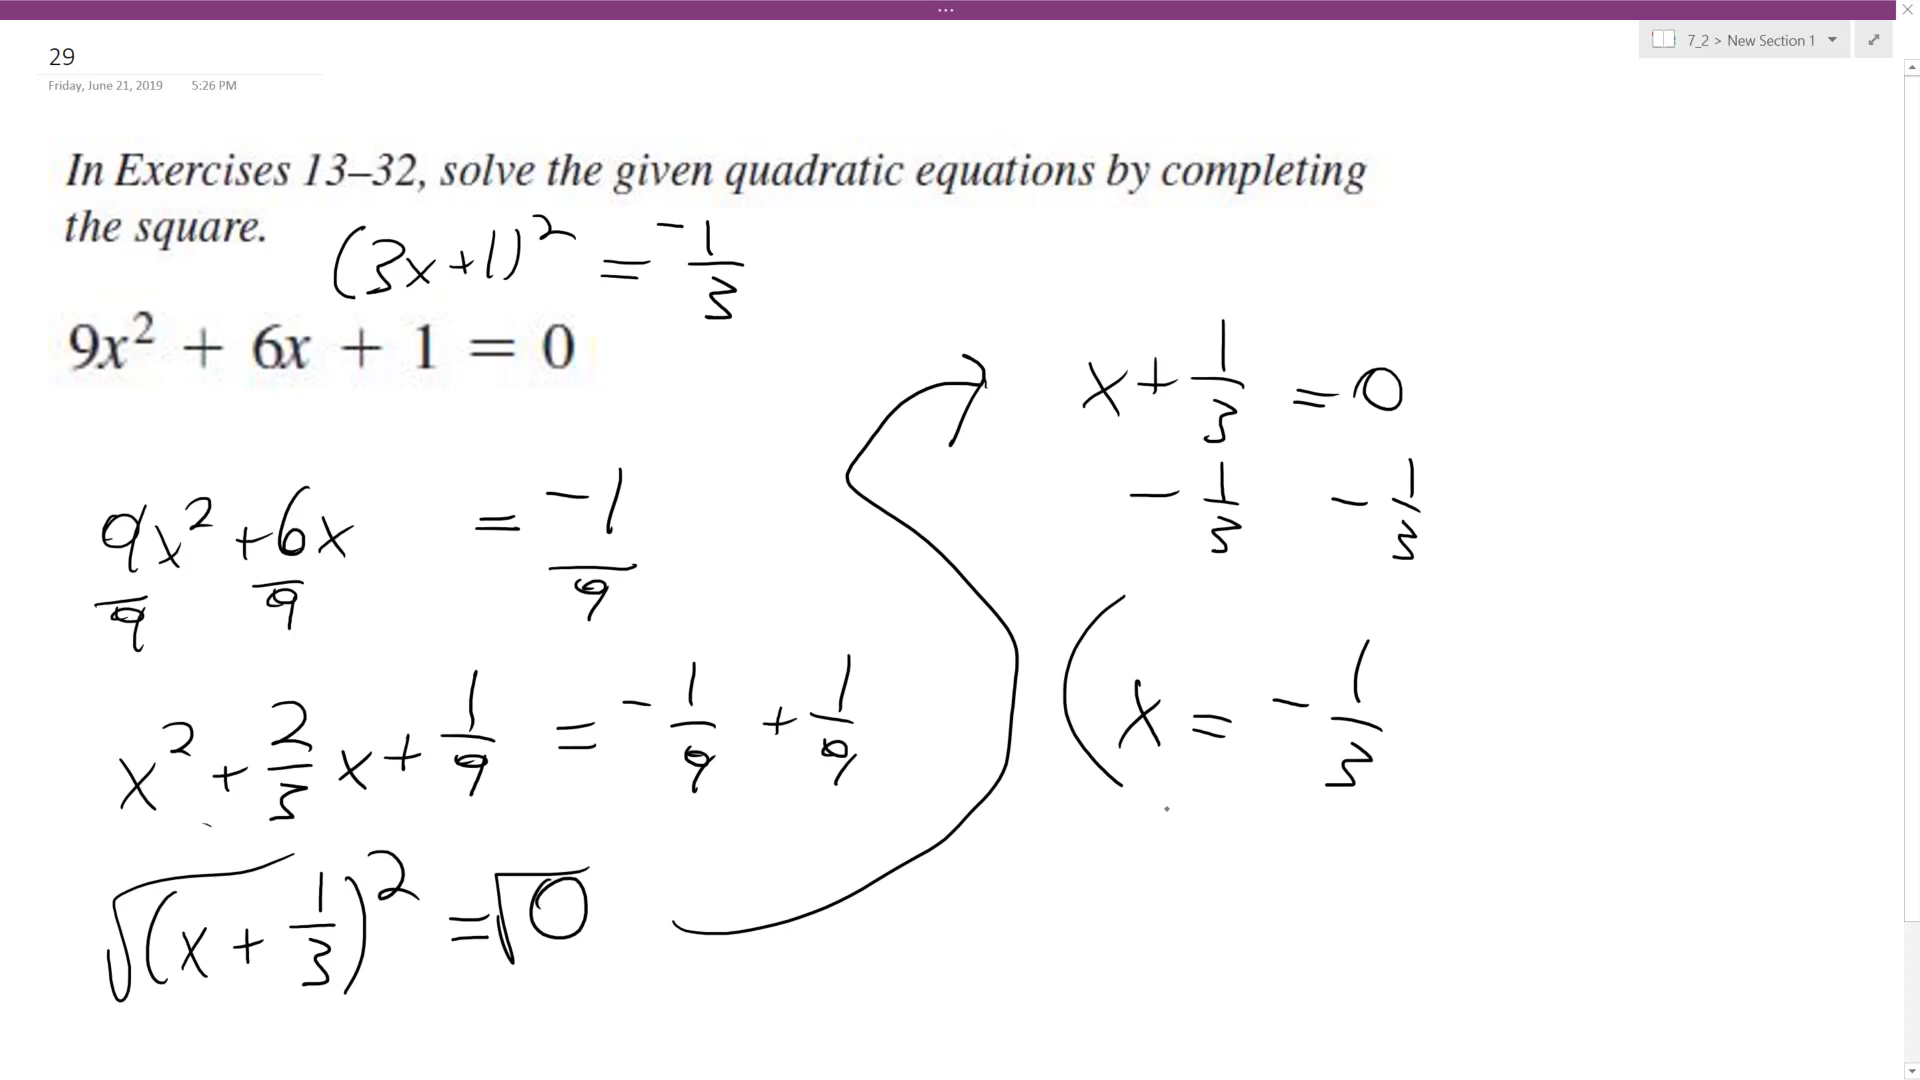 ...
7_2 > New Section 1
29
Friday, June 21, 2019 5:26 PM
In Exercises 13–32, solve the given quadratic equations by completing
the square.
(3x+1)² = -1/3
9x² + 6x + 1 = 0
9x²/9 + 6x/9 = -1/9
x² + 2/3 x + 1/9 = -1/9 + 1/9
√(x + 1/3)² = √0
x + 1/3 = 0
- 1/3 - 1/3
x = - 1/3